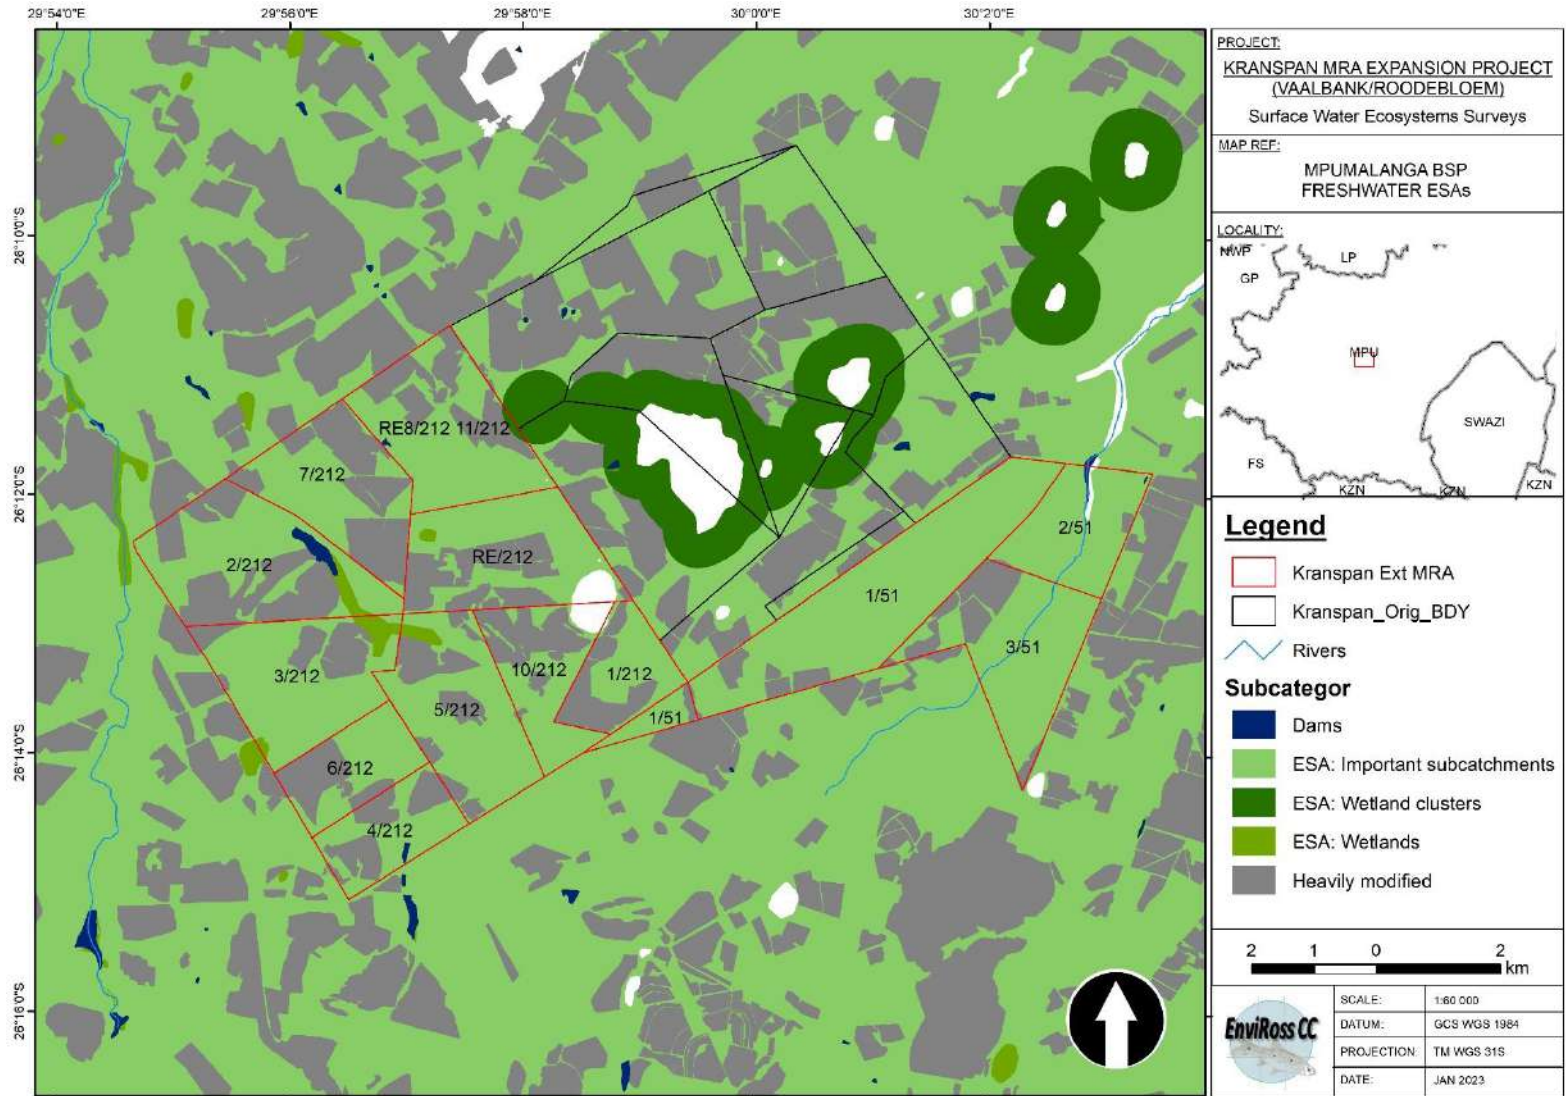 29°54'0"E 29°56'0"E 29°58'0"E 30°0'0"E 30°2'0"E
26°10'0"S
26°12'0"S
26°14'0"S
26°16'0"S
RE8/212 11/212
7/212
2/212
RE/212
2/51
1/51
3/51
3/212
10/212
1/212
5/212
1/51
6/212
4/212
PROJECT:
KRANSPAN MRA EXPANSION PROJECT
(VAALBANK/ROODEBLOEM)
Surface Water Ecosystems Surveys
MAP REF:
MPUMALANGA BSP
FRESHWATER ESAs
LOCALITY:
NWP
LP
GP
MPU
SWAZI
FS
KZN
KZN
KZN
Legend
Kranspan Ext MRA
Kranspan_Orig_BDY
Rivers
Subcategor
Dams
ESA: Important subcatchments
ESA: Wetland clusters
ESA: Wetlands
Heavily modified
2 1 0 2
km
EnviRoss CC
SCALE: 1:60 000
DATUM: GCS WGS 1984
PROJECTION: TM WGS 31S
DATE: JAN 2023